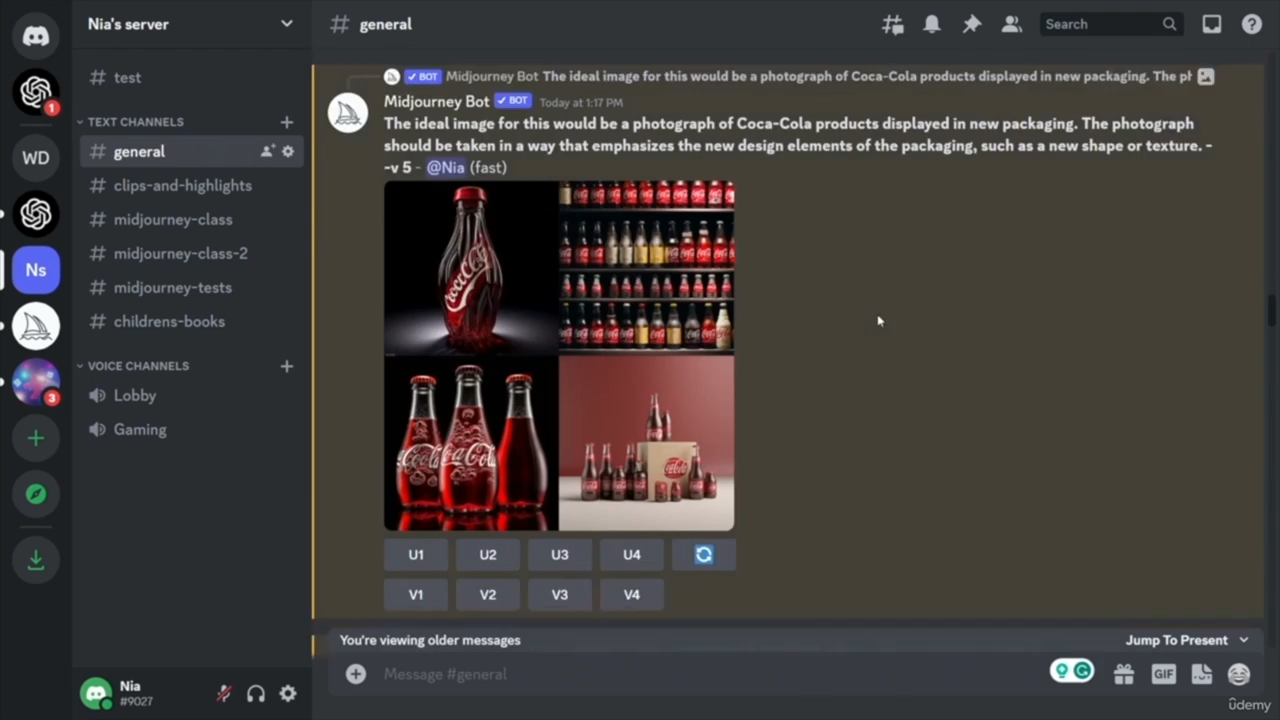 Nia's server
# general
Search
# test
BOT Midjourney Bot The ideal image for this would be a photograph of Coca-Cola products displayed in new packaging. The
1
Midjourney Bot BOT Today at 1:17 PM
TEXT CHANNELS
The ideal image for this would be a photograph of Coca-Cola products displayed in new packaging. The photograph
should be taken in a way that emphasizes the new design elements of the packaging, such as a new shape or texture. -
-v 5 - @Nia (fast)
# general
WD
# clips-and-highlights
# midjourney-class
# midjourney-class-2
Ns
# midjourney-tests
# childrens-books
VOICE CHANNELS
3
Lobby
Gaming
U1 U2 U3 U4
V1 V2 V3 V4
You're viewing older messages
Jump To Present
Message #general
GIF
Nia
#9027
ûdemy